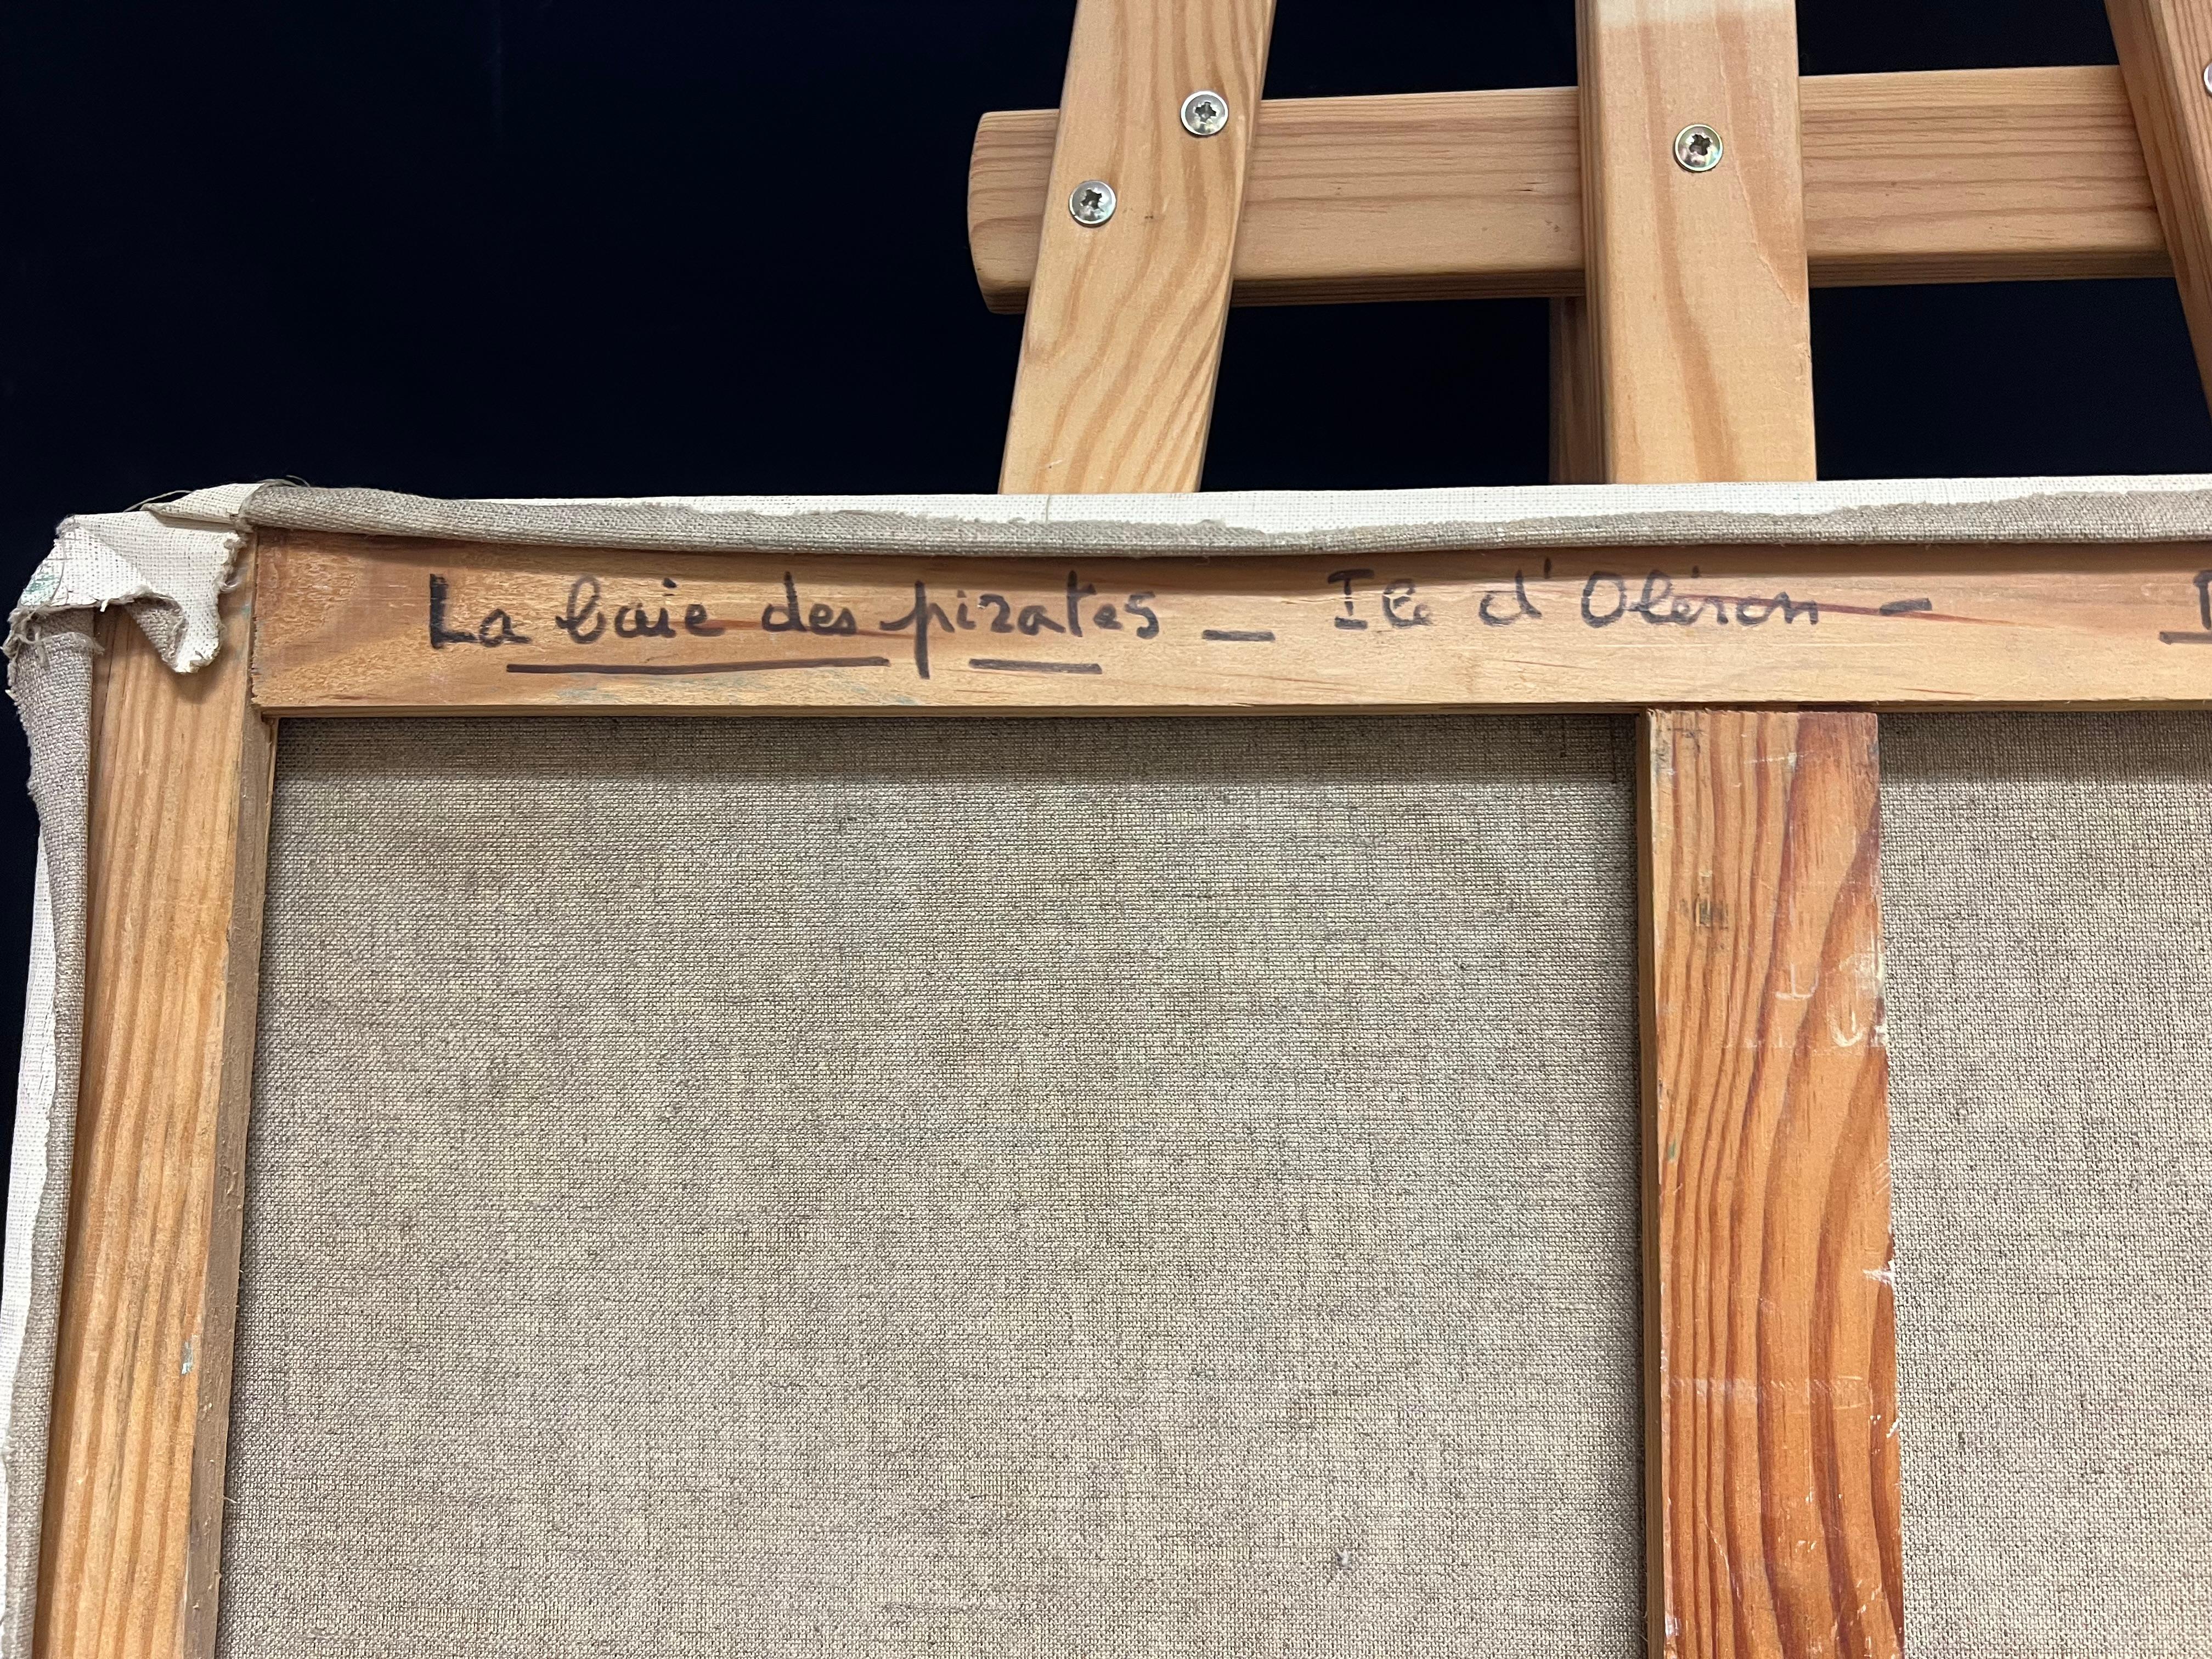 La baie des pirates — Ile d'Oléron -